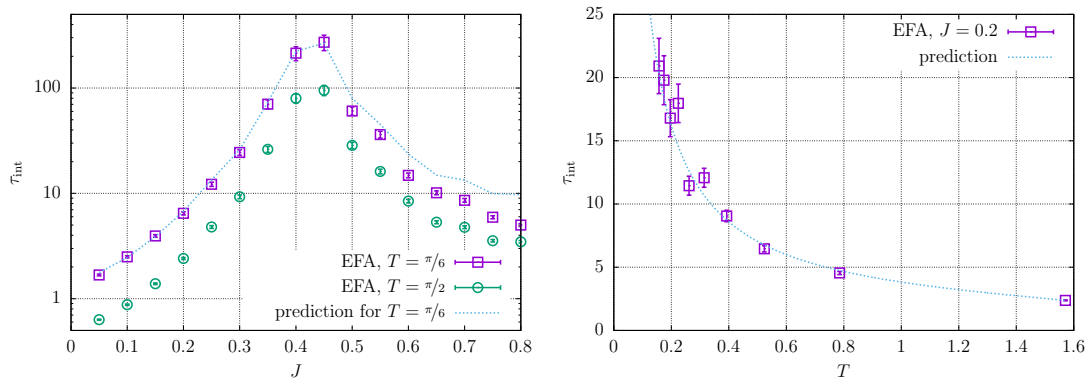 100
10
1
τint
0 0.1 0.2 0.3 0.4 0.5 0.6 0.7 0.8
J
EFA, T = π/6
EFA, T = π/2
prediction for T = π/6
25
20
15
10
5
0
τint
0 0.2 0.4 0.6 0.8 1 1.2 1.4 1.6
T
EFA, J = 0.2
prediction